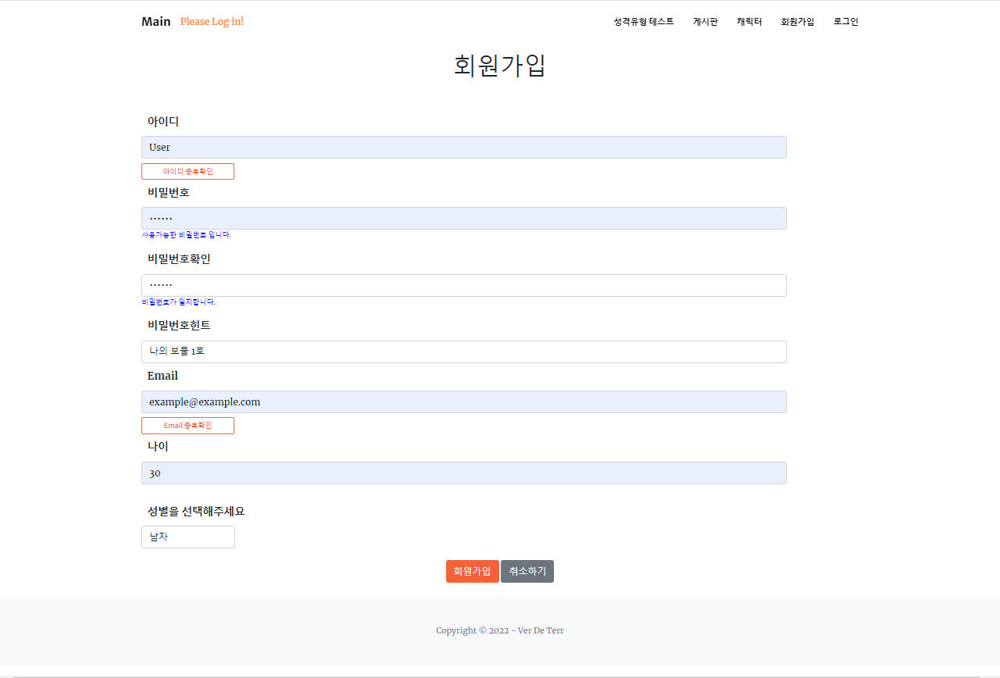 Main Please Log in! 성격유형 테스트 게시판 캐릭터 회원가입 로그인
회원가입
아이디
User
아이디 중복확인
비밀번호
······
사용가능한 비밀번호 입니다.
비밀번호확인
······
비밀번호가 일치합니다.
비밀번호힌트
나의 보물 1호
Email
example@example.com
Email 중복확인
나이
30
성별을 선택해주세요
남자
회원가입 취소하기
Copyright © 2022 - Ver De Terr